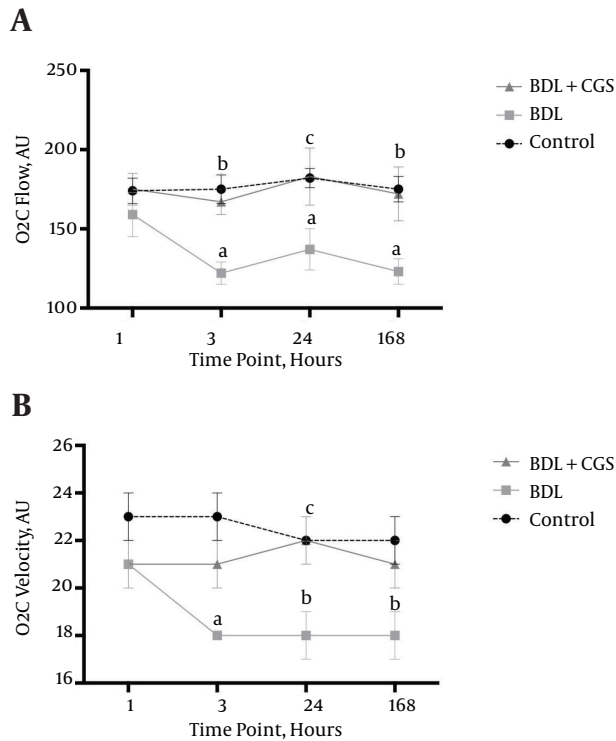 A
250
200
150
100
O2C Flow, AU
b
c
b
a
a
a
1
3
24
168
Time Point, Hours
BDL + CGS
BDL
Control
B
26
24
22
20
18
16
O2C Velocity, AU
c
a
b
b
1
3
24
168
Time Point, Hours
BDL + CGS
BDL
Control